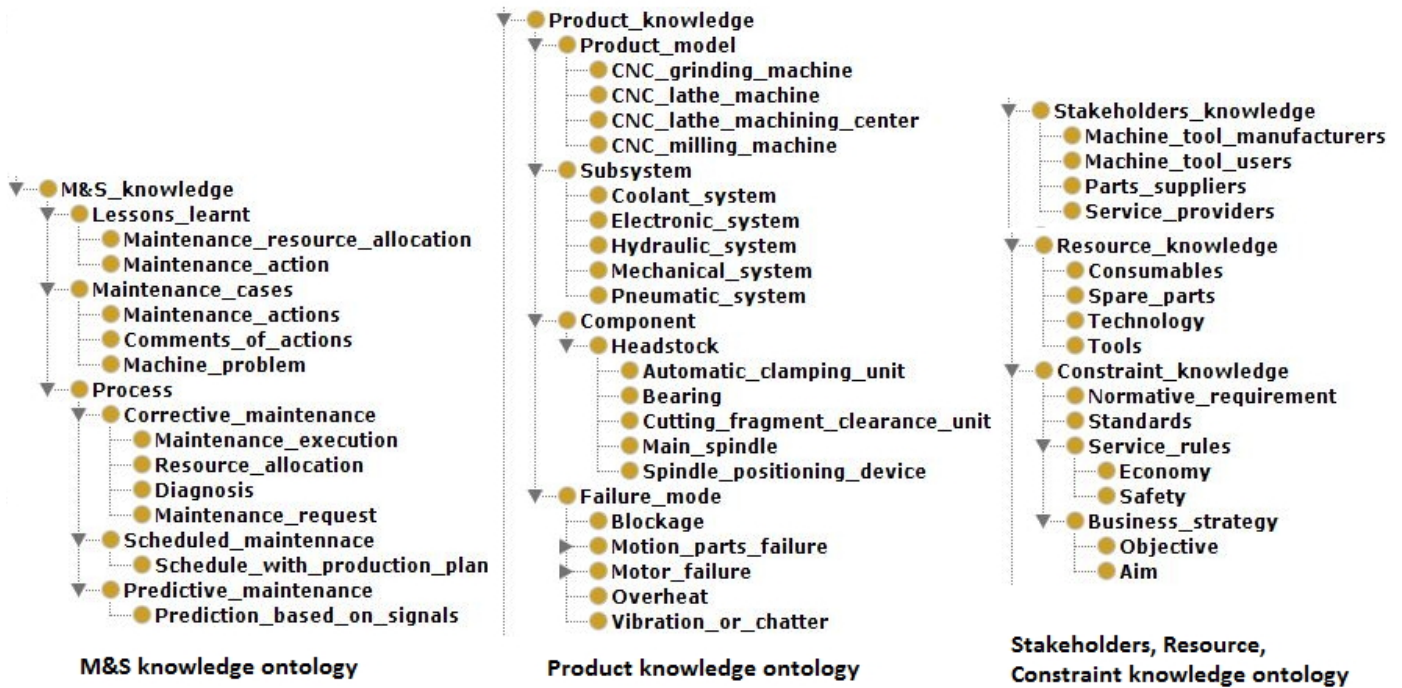 M&S_knowledge
Lessons_learnt
Maintenance_resource_allocation
Maintenance_action
Maintenance_cases
Maintenance_actions
Comments_of_actions
Machine_problem
Process
Corrective_maintenance
Maintenance_execution
Resource_allocation
Diagnosis
Maintenance_request
Scheduled_maintennace
Schedule_with_production_plan
Predictive_maintenance
Prediction_based_on_signals
M&S knowledge ontology
Product_knowledge
Product_model
CNC_grinding_machine
CNC_lathe_machine
CNC_lathe_machining_center
CNC_milling_machine
Subsystem
Coolant_system
Electronic_system
Hydraulic_system
Mechanical_system
Pneumatic_system
Component
Headstock
Automatic_clamping_unit
Bearing
Cutting_fragment_clearance_unit
Main_spindle
Spindle_positioning_device
Failure_mode
Blockage
Motion_parts_failure
Motor_failure
Overheat
Vibration_or_chatter
Product knowledge ontology
Stakeholders_knowledge
Machine_tool_manufacturers
Machine_tool_users
Parts_suppliers
Service_providers
Resource_knowledge
Consumables
Spare_parts
Technology
Tools
Constraint_knowledge
Normative_requirement
Standards
Service_rules
Economy
Safety
Business_strategy
Objective
Aim
Stakeholders, Resource,
Constraint knowledge ontology